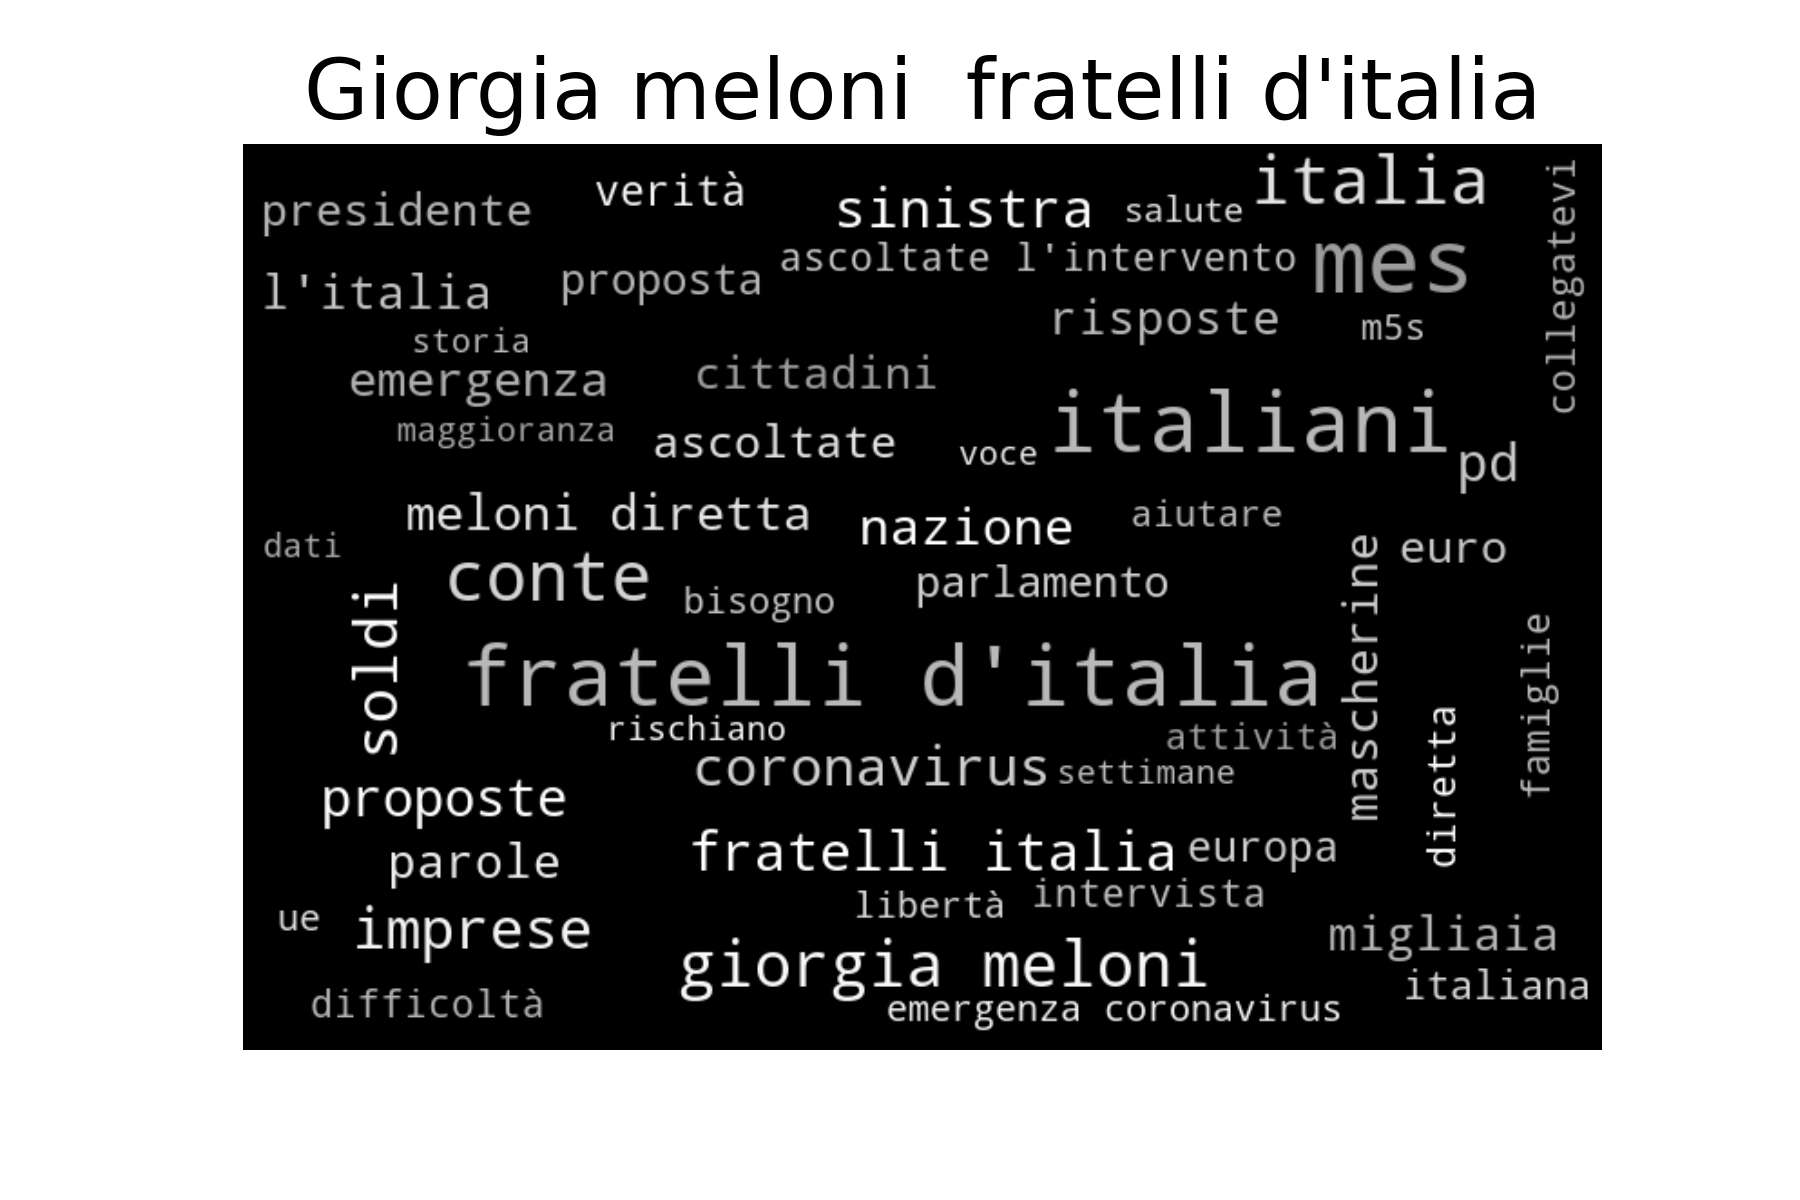 Giorgia meloni  fratelli d'italia
presidente
verità
sinistra
salute
italia
collegatevi
l'italia
proposta
ascoltate l'intervento
mes
storia
risposte
m5s
emergenza
cittadini
maggioranza
ascoltate
voce
italiani
pd
meloni diretta
nazione
aiutare
dati
conte
bisogno
parlamento
mascherine
euro
soldi
fratelli d'italia
famiglie
rischiano
attività
diretta
coronavirus
settimane
proposte
parole
fratelli italia
europa
libertà
intervista
ue
imprese
giorgia meloni
migliaia
italiana
difficoltà
emergenza coronavirus